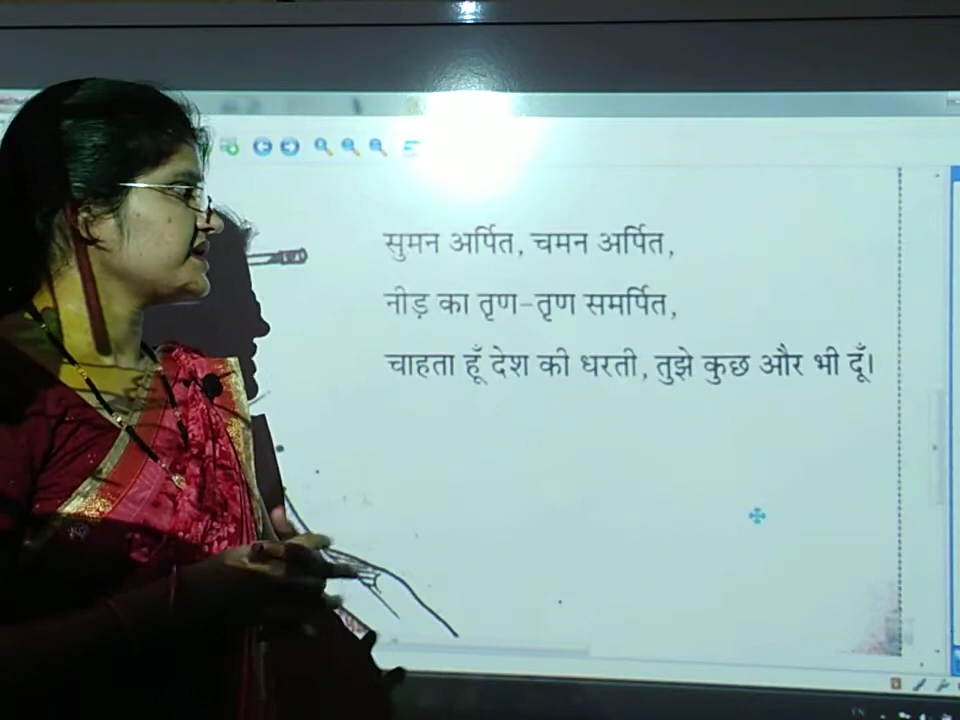 सुमन अर्पित, चमन अर्पित,
नीड़ का तृण-तृण समर्पित,
चाहता हूँ देश की धरती, तुझे कुछ और भी दूँ।